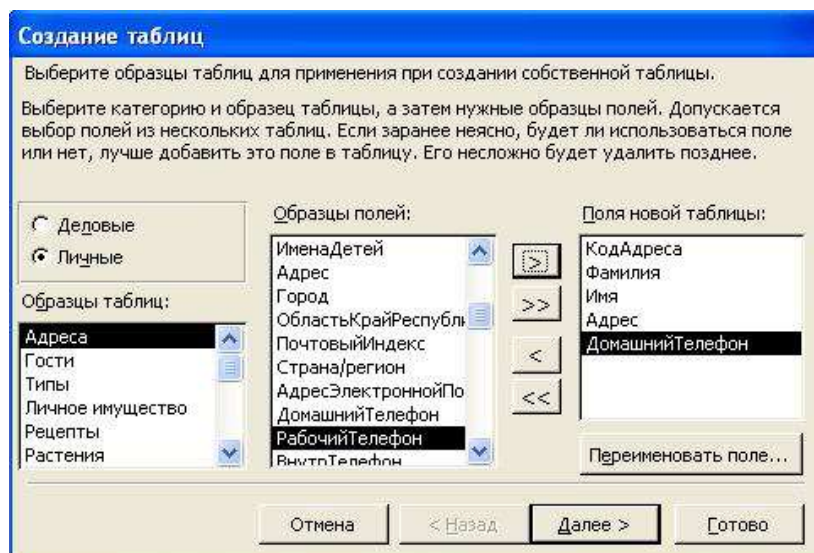 Создание таблиц
Выберите образцы таблиц для применения при создании собственной таблицы.
Выберите категорию и образец таблицы, а затем нужные образцы полей. Допускается
выбор полей из нескольких таблиц. Если заранее неясно, будет ли использоваться поле
или нет, лучше добавить это поле в таблицу. Его несложно будет удалить позднее.
Деловые
Личные
Образцы таблиц:
Адреса
Гости
Типы
Личное имущество
Рецепты
Растения
Образцы полей:
ИменаДетей
Адрес
Город
ОбластьКрайРеспубли
ПочтовыйИндекс
Страна/регион
АдресЭлектроннойПо
ДомашнийТелефон
РабочийТелефон
ВнутрТелефон
>
>>
<
<<
Поля новой таблицы:
КодАдреса
Фамилия
Имя
Адрес
ДомашнийТелефон
Переименовать поле...
Отмена
< Назад
Далее >
Готово